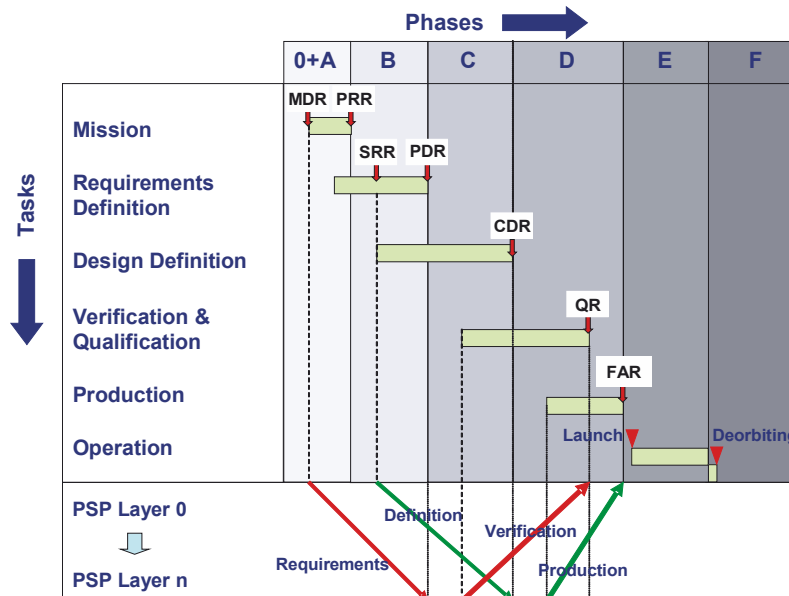 Phases
0+A B C D E F
MDR PRR
Mission
SRR PDR
Requirements
Definition
Tasks
CDR
Design Definition
QR
Verification &
Qualification
FAR
Production
Launch Deorbiting
Operation
PSP Layer 0
Definition
Verification
Requirements
Production
PSP Layer n